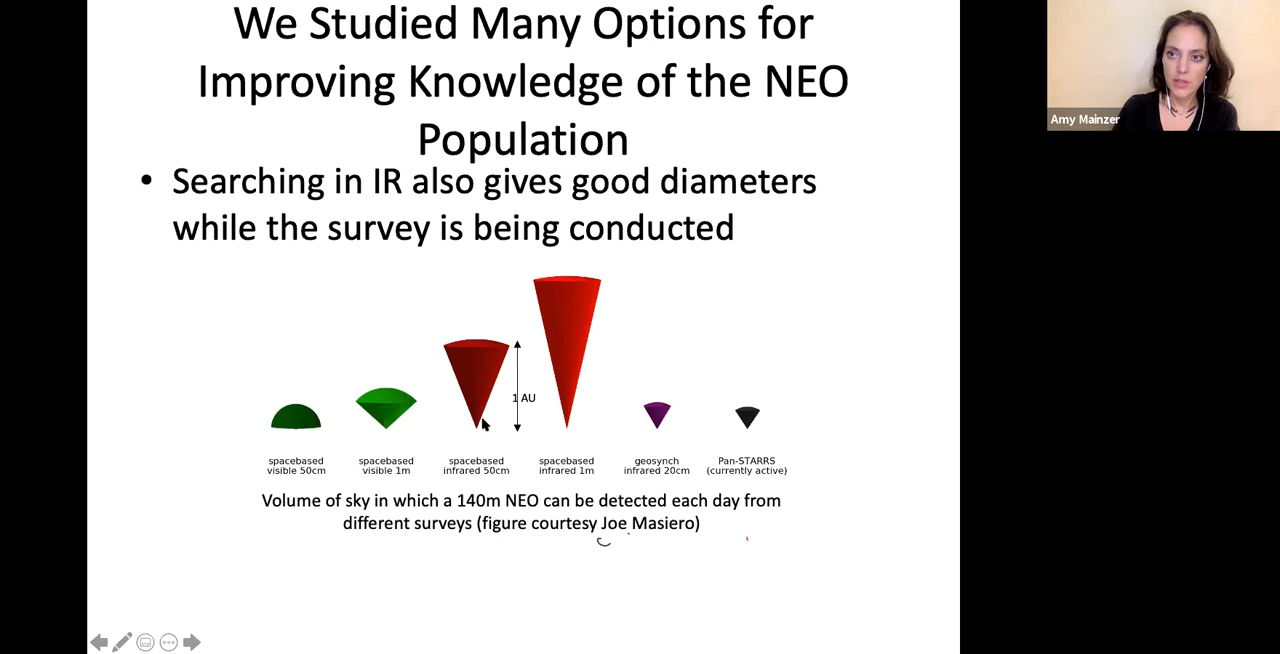 We Studied Many Options for
Improving Knowledge of the NEO
Population
• Searching in IR also gives good diameters
while the survey is being conducted
1 AU
spacebased
visible 50cm
spacebased
visible 1m
spacebased
infrared 50cm
spacebased
infrared 1m
geosynch
infrared 20cm
Pan-STARRS
(currently active)
Volume of sky in which a 140m NEO can be detected each day from
different surveys (figure courtesy Joe Masiero)
Amy Mainzer